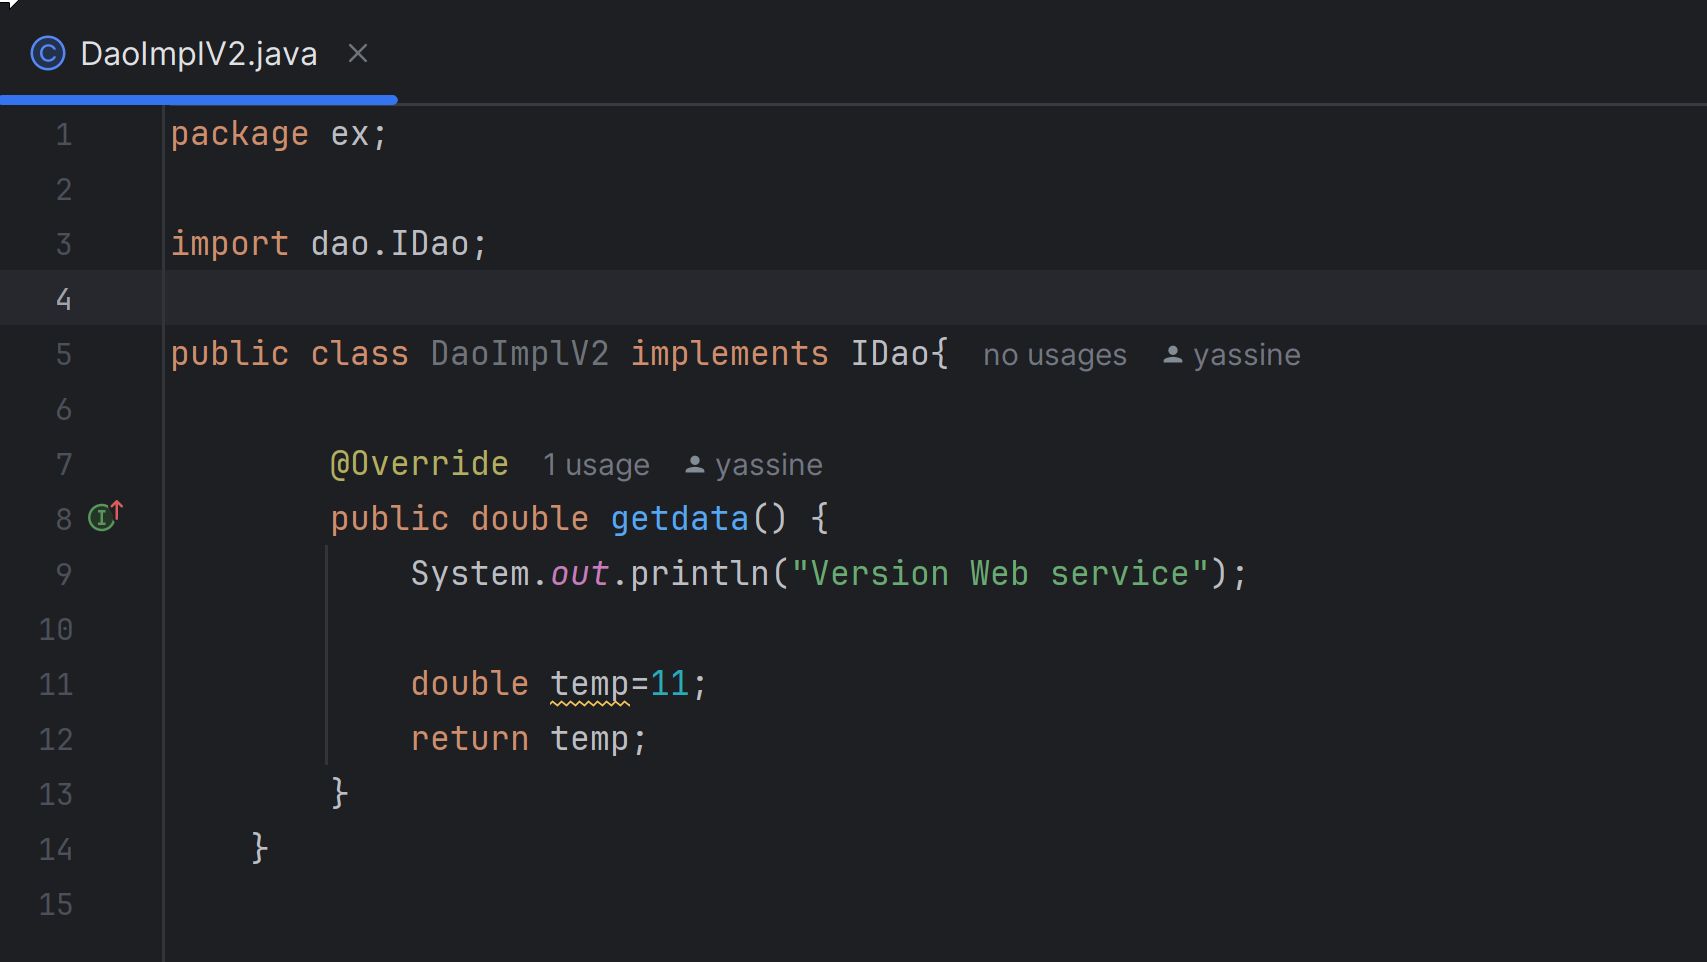 DaoImplV2.java
1 package ex;
2
3 import dao.IDao;
4
5 public class DaoImplV2 implements IDao{ no usages yassine
6
7 @Override 1 usage yassine
8 public double getdata() {
9 System.out.println("Version Web service");
10
11 double temp=11;
12 return temp;
13 }
14 }
15